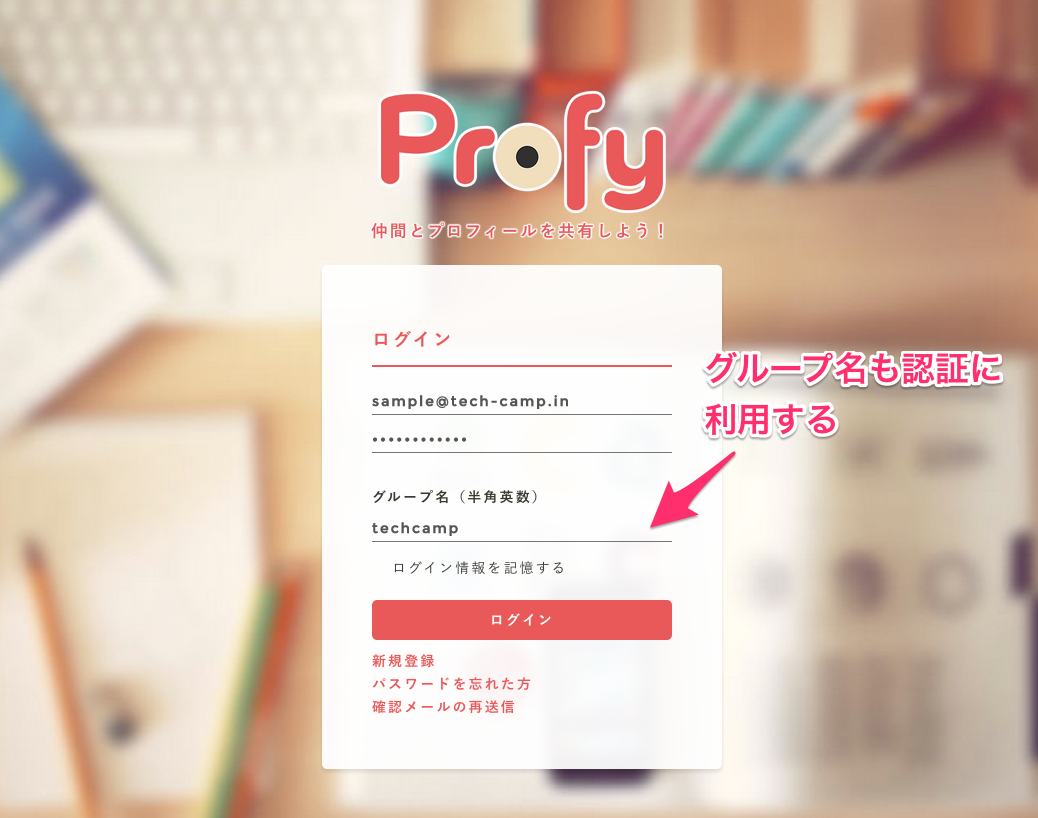 Profy
仲間とプロフィールを共有しよう！
ログイン
sample@tech-camp.in
••••••••••••
グループ名も認証に
利用する
グループ名（半角英数）
techcamp
ログイン情報を記憶する
ログイン
新規登録
パスワードを忘れた方
確認メールの再送信